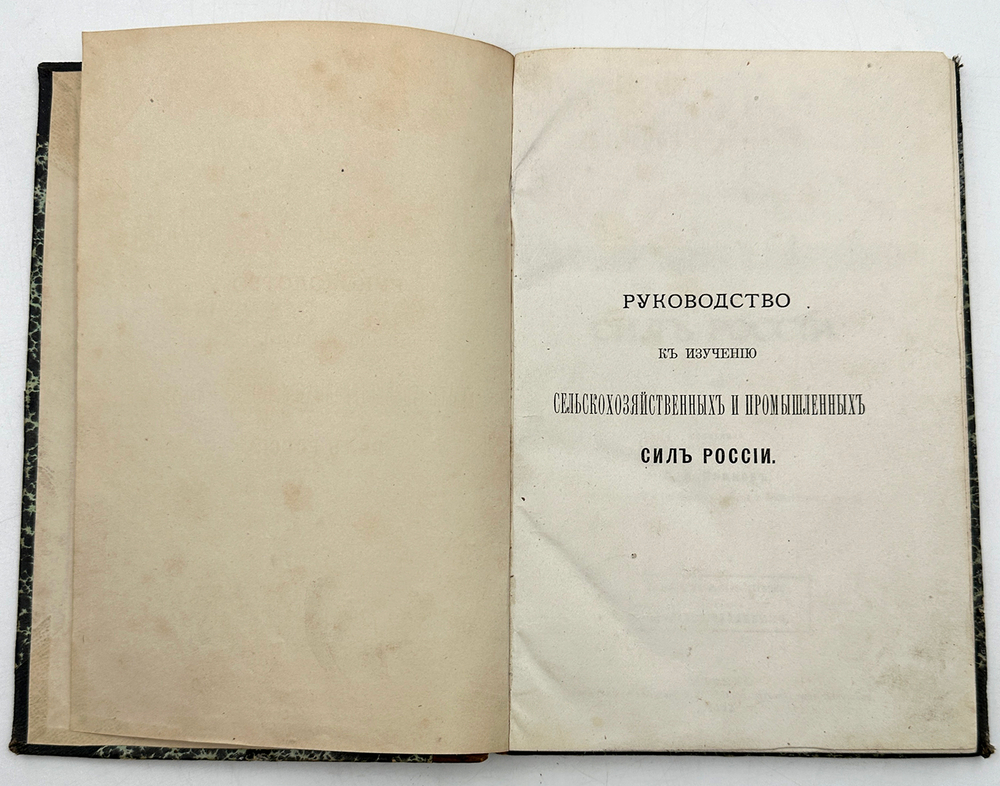 РУКОВОДСТВО
КЪ ИЗУЧЕНІЮ
СЕЛЬСКОХОЗЯЙСТВЕННЫХЪ И ПРОМЫШЛЕННЫХЪ
СИЛЪ РОССІИ.